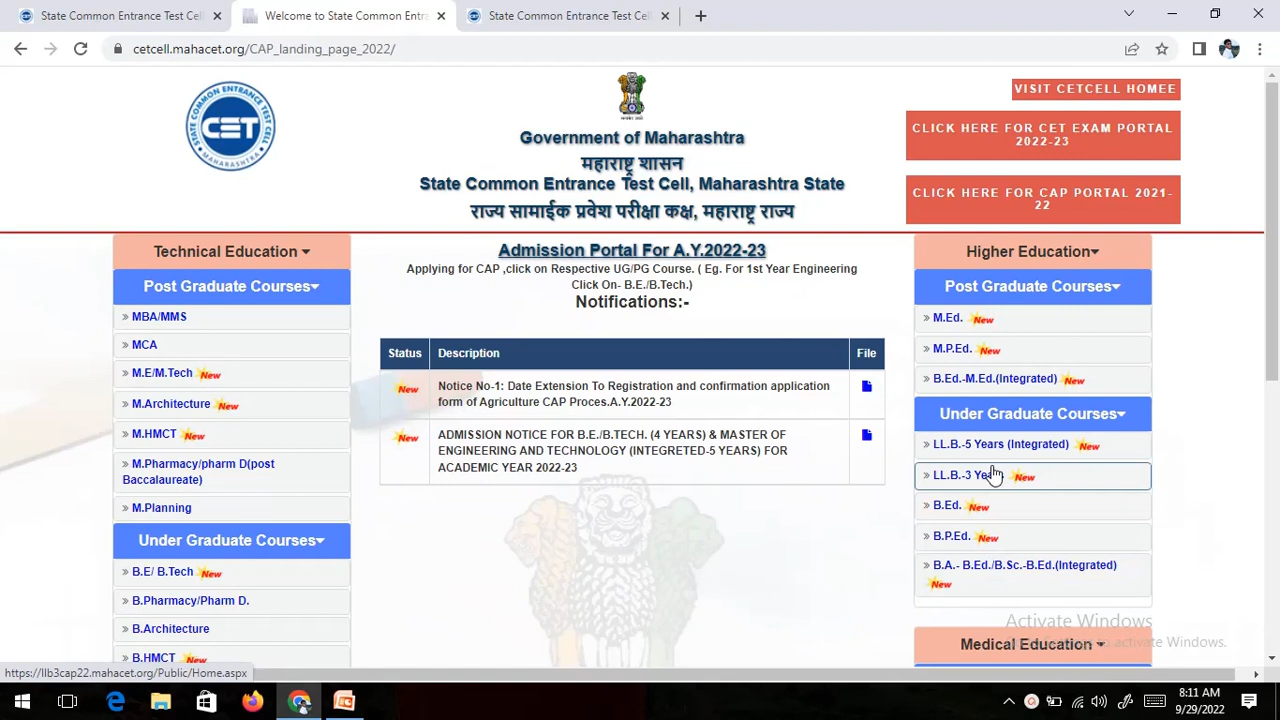 State Common Entrance Test Cell
Welcome to State Common Entra
State Common Entrance Test Cell
cetcell.mahacet.org/CAP_landing_page_2022/
CET
Government of Maharashtra
महाराष्ट्र शासन
State Common Entrance Test Cell, Maharashtra State
राज्य सामाईक प्रवेश परीक्षा कक्ष, महाराष्ट्र राज्य
VISIT CETCELL HOMEE
CLICK HERE FOR CET EXAM PORTAL
2022-23
CLICK HERE FOR CAP PORTAL 2021-
22
Technical Education
Post Graduate Courses
» MBA/MMS
» MCA
» M.E/M.Tech New
» M.Architecture New
» M.HMCT New
» M.Pharmacy/pharm D(post
Baccalaureate)
» M.Planning
Under Graduate Courses
» B.E/ B.Tech New
» B.Pharmacy/Pharm D.
» B.Architecture
» B.HMCT New
Admission Portal For A.Y.2022-23
Applying for CAP ,click on Respective UG/PG Course. ( Eg. For 1st Year Engineering
Click On- B.E./B.Tech.)
Notifications:-
Status Description File
New Notice No-1: Date Extension To Registration and confirmation application
form of Agriculture CAP Proces.A.Y.2022-23
New ADMISSION NOTICE FOR B.E./B.TECH. (4 YEARS) & MASTER OF
ENGINEERING AND TECHNOLOGY (INTEGRETED-5 YEARS) FOR
ACADEMIC YEAR 2022-23
Higher Education
Post Graduate Courses
» M.Ed. New
» M.P.Ed. New
» B.Ed.-M.Ed.(Integrated) New
Under Graduate Courses
» LL.B.-5 Years (Integrated) New
» LL.B.-3 New
» B.Ed. New
» B.P.Ed. New
» B.A.- B.Ed./B.Sc.-B.Ed.(Integrated)
New
Medical Education
Activate Windows
to activate Windows.
https://llb3cap22.mahacet.org/Public/Home.aspx
8:11 AM
9/29/2022